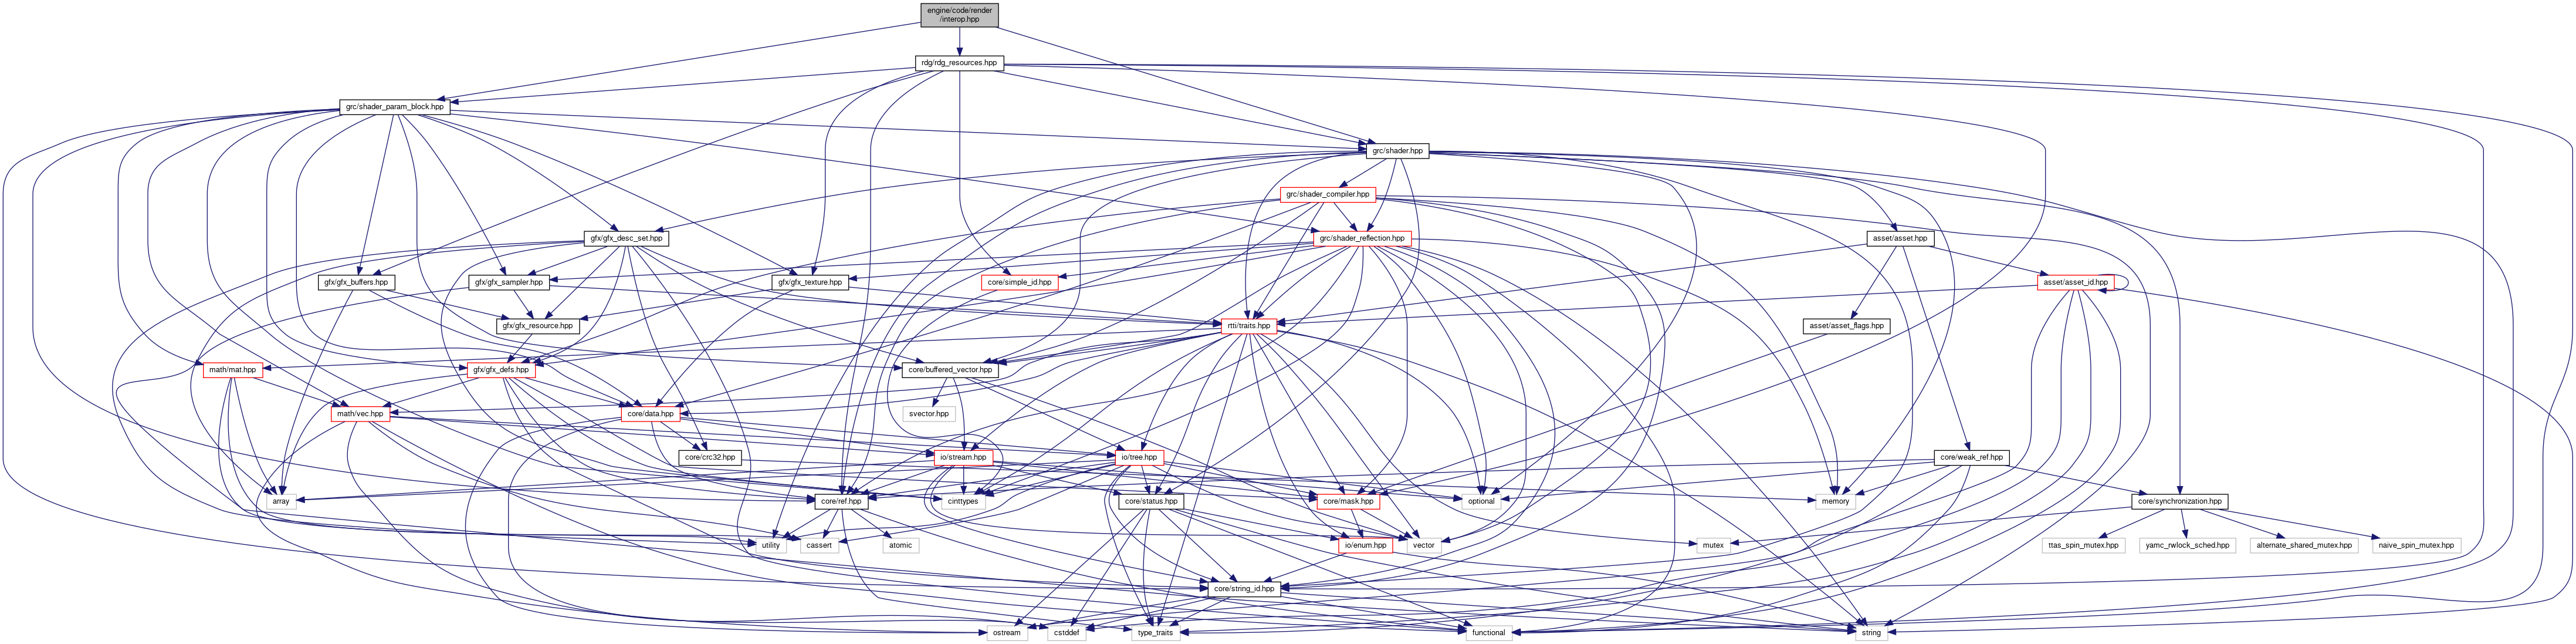 engine/code/render
/interop.hpp
rdg/rdg_resources.hpp
grc/shader_param_block.hpp
grc/shader.hpp
grc/shader_compiler.hpp
gfx/gfx_desc_set.hpp
grc/shader_reflection.hpp
asset/asset.hpp
gfx/gfx_buffers.hpp
gfx/gfx_sampler.hpp
core/simple_id.hpp
gfx/gfx_texture.hpp
asset/asset_id.hpp
gfx/gfx_resource.hpp
rtti/traits.hpp
asset/asset_flags.hpp
math/mat.hpp
gfx/gfx_defs.hpp
core/buffered_vector.hpp
math/vec.hpp
core/data.hpp
svector.hpp
core/crc32.hpp
io/stream.hpp
io/tree.hpp
core/weak_ref.hpp
array
core/ref.hpp
cinttypes
core/status.hpp
core/mask.hpp
optional
memory
core/synchronization.hpp
utility
cassert
atomic
io/enum.hpp
vector
mutex
ttas_spin_mutex.hpp
yamc_rwlock_sched.hpp
alternate_shared_mutex.hpp
naive_spin_mutex.hpp
core/string_id.hpp
ostream
cstddef
type_traits
functional
string